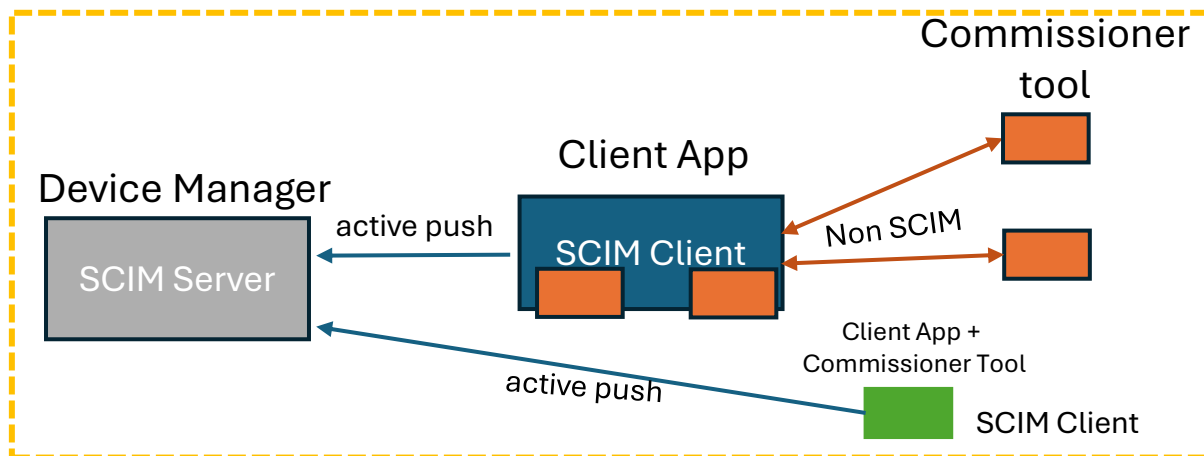 Commissioner
tool
Client App
Device Manager
active push
SCIM Client
Non SCIM
SCIM Server
Client App +
Commissioner Tool
active push
SCIM Client